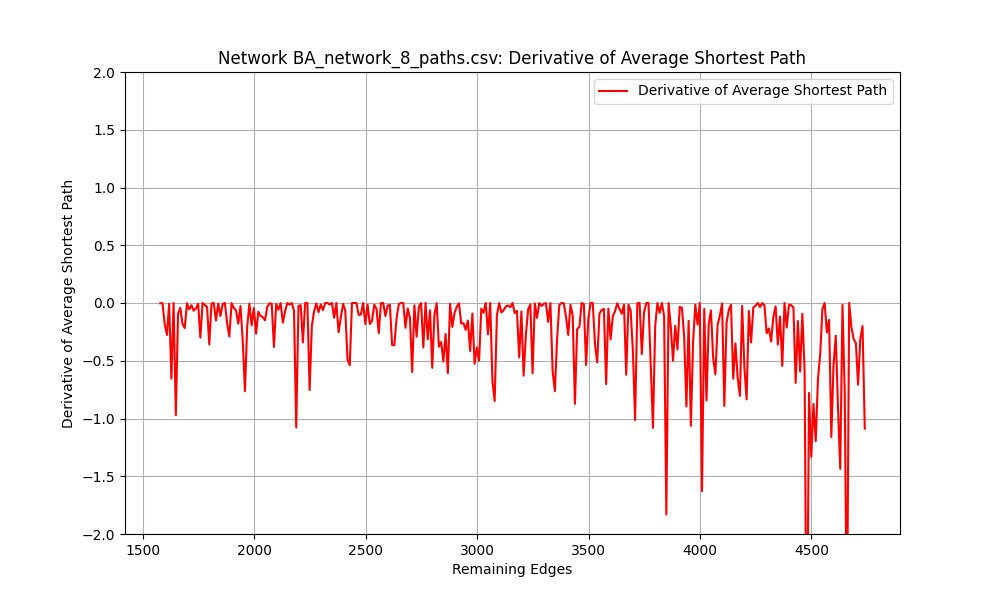 Network BA_network_8_paths.csv: Derivative of Average Shortest Path
Derivative of Average Shortest Path
2.0
1.5
1.0
0.5
0.0
−0.5
−1.0
−1.5
−2.0
Derivative of Average Shortest Path
1500 2000 2500 3000 3500 4000 4500
Remaining Edges